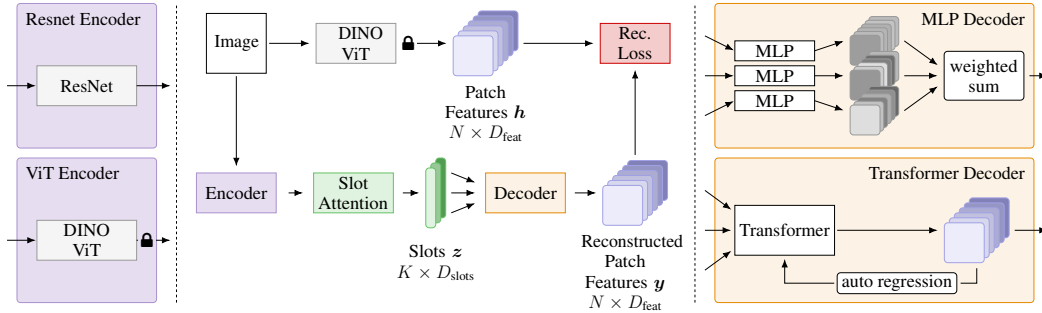 Resnet Encoder
ResNet
ViT Encoder
DINO
ViT
Image
DINO
ViT
Patch
Features h
N × D_feat
Rec.
Loss
Encoder
Slot
Attention
Slots z
K × D_slots
Decoder
Reconstructed
Patch
Features y
N × D_feat
MLP Decoder
MLP
MLP
MLP
weighted
sum
Transformer Decoder
Transformer
auto regression